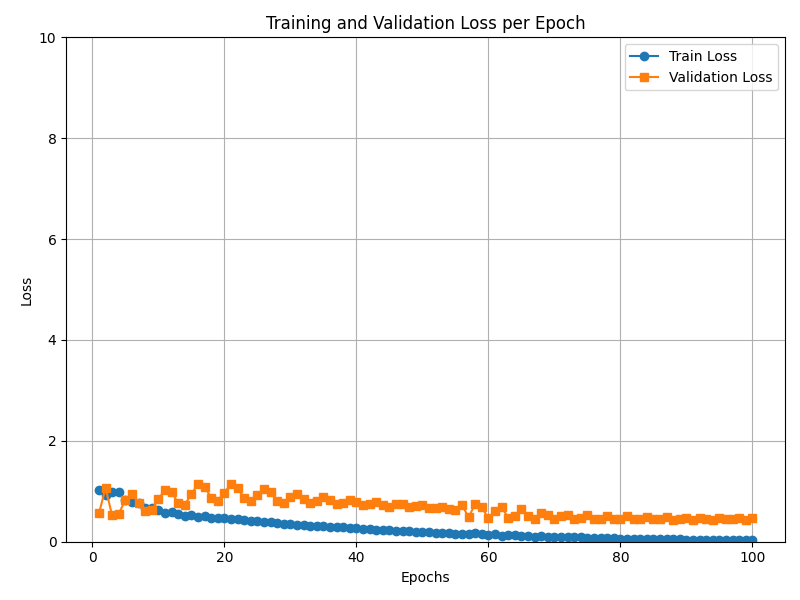 Training and Validation Loss per Epoch
Train Loss
Validation Loss
10
8
6
4
2
0
Loss
0 20 40 60 80 100
Epochs